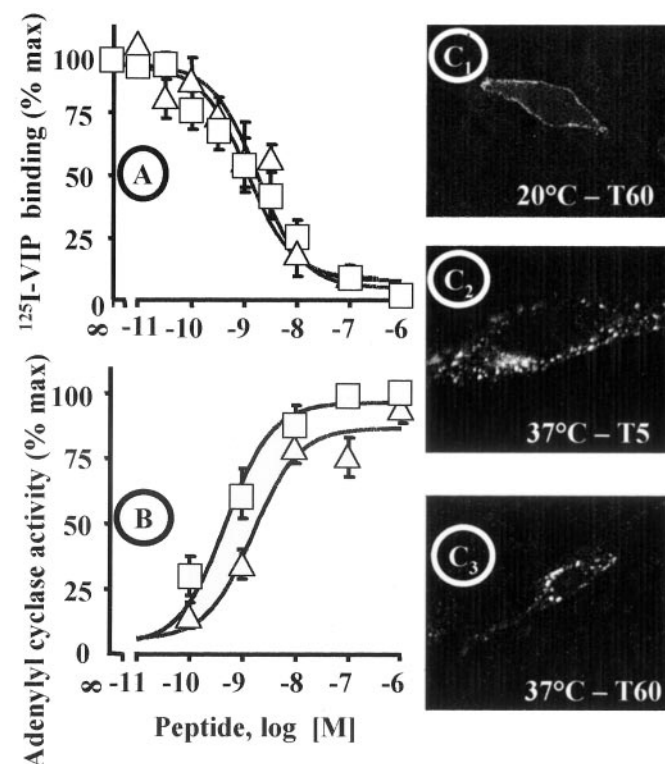 ¹²⁵I-VIP binding (% max)
100
75
50
25
0
A
∞ -11 -10 -9 -8 -7 -6
Adenylyl cyclase activity (% max)
100
75
50
25
0
B
∞ -11 -10 -9 -8 -7 -6
Peptide, log [M]
C₁
20°C – T60
C₂
37°C – T5
C₃
37°C – T60